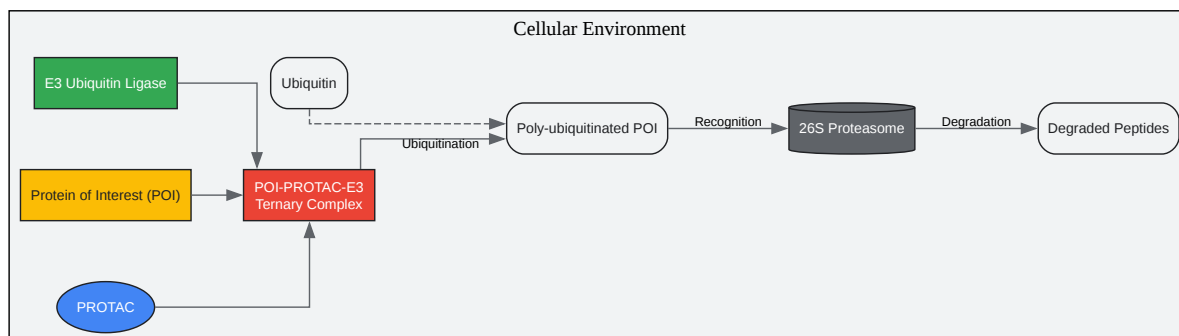 Cellular Environment
E3 Ubiquitin Ligase
Ubiquitin
Poly-ubiquitinated POI
Recognition
26S Proteasome
Degradation
Degraded Peptides
Ubiquitination
Protein of Interest (POI)
POI-PROTAC-E3
Ternary Complex
PROTAC